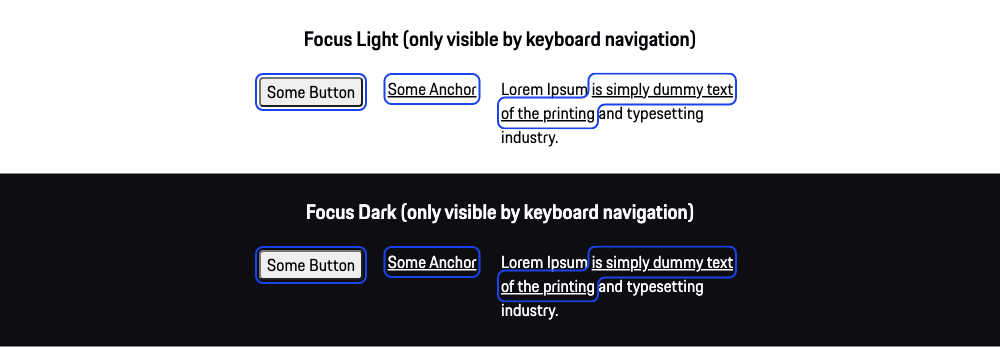 Focus Light (only visible by keyboard navigation)
Some Button
Some Anchor
Lorem Ipsum is simply dummy text
of the printing and typesetting
industry.
Focus Dark (only visible by keyboard navigation)
Some Button
Some Anchor
Lorem Ipsum is simply dummy text
of the printing and typesetting
industry.